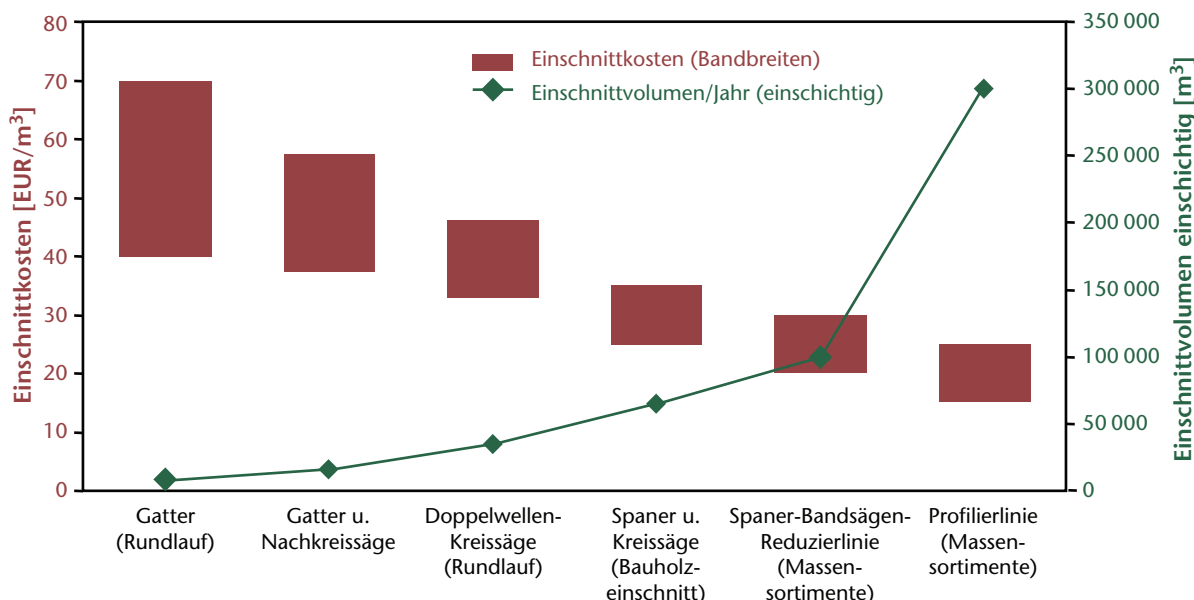 Einschnittkosten [EUR/m³]
80
70
60
50
40
30
20
10
0
Einschnittkosten (Bandbreiten)
Einschnittvolumen/Jahr (einschichtig)
350 000
300 000
250 000
200 000
150 000
100 000
50 000
0
Einschnittvolumen einschichtig [m³]
Gatter
(Rundlauf)
Gatter u.
Nachkreissäge
Doppelwellen-
Kreissäge
(Rundlauf)
Spaner u.
Kreissäge
(Bauholz-
einschnitt)
Spaner-Bandsägen-
Reduzierlinie
(Massen-
sortimente)
Profilierlinie
(Massen-
sortimente)